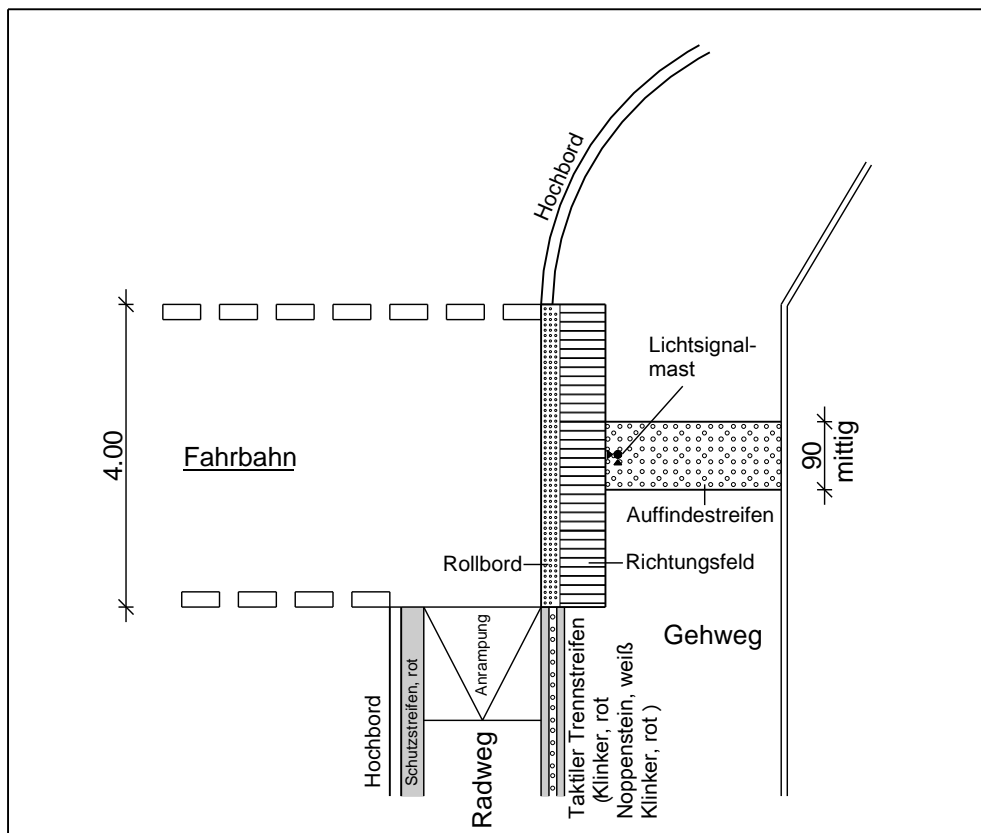 Hochbord
Lichtsignal-
mast
4.00
Fahrbahn
90
mittig
Auffindestreifen
Rollbord
Richtungsfeld
Gehweg
Hochbord
Schutzstreifen, rot
Anrampung
Radweg
Taktiler Trennstreifen
(Klinker, rot
Noppenstein, weiß
Klinker, rot )